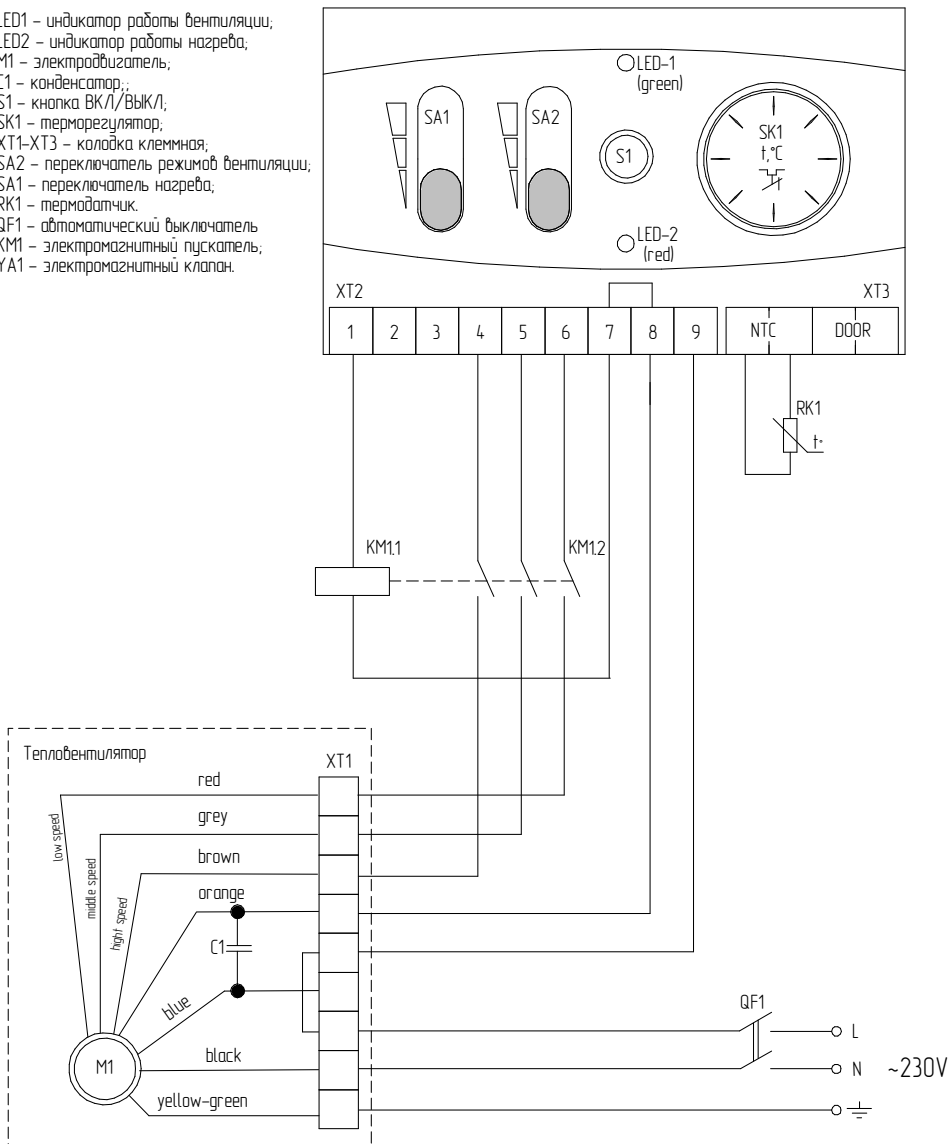 LED1 – индикатор работы вентиляции;
LED2 – индикатор работы нагрева;
M1 – электродвигатель;
C1 – конденсатор,;
S1 – кнопка ВКЛ/ВЫКЛ;
SK1 – терморегулятор;
XT1-XT3 – колодка клеммная;
SA2 – переключатель режимов вентиляции;
SA1 – переключатель нагрева;
RK1 – термодатчик.
QF1 – автоматический выключатель
KM1 – электромагнитный пускатель;
YA1 – электромагнитный клапан.
LED-1
(green)
SA1
SA2
S1
SK1
t,°C
LED-2
(red)
XT2
XT3
1 2 3 4 5 6 7 8 9 NTC DOOR
RK1
t°
KM1.1
KM1.2
Тепловентилятор
XT1
red
low speed
grey
middle speed
brown
hight speed
orange
C1
blue
M1
black
yellow-green
QF1
L
N ~230V